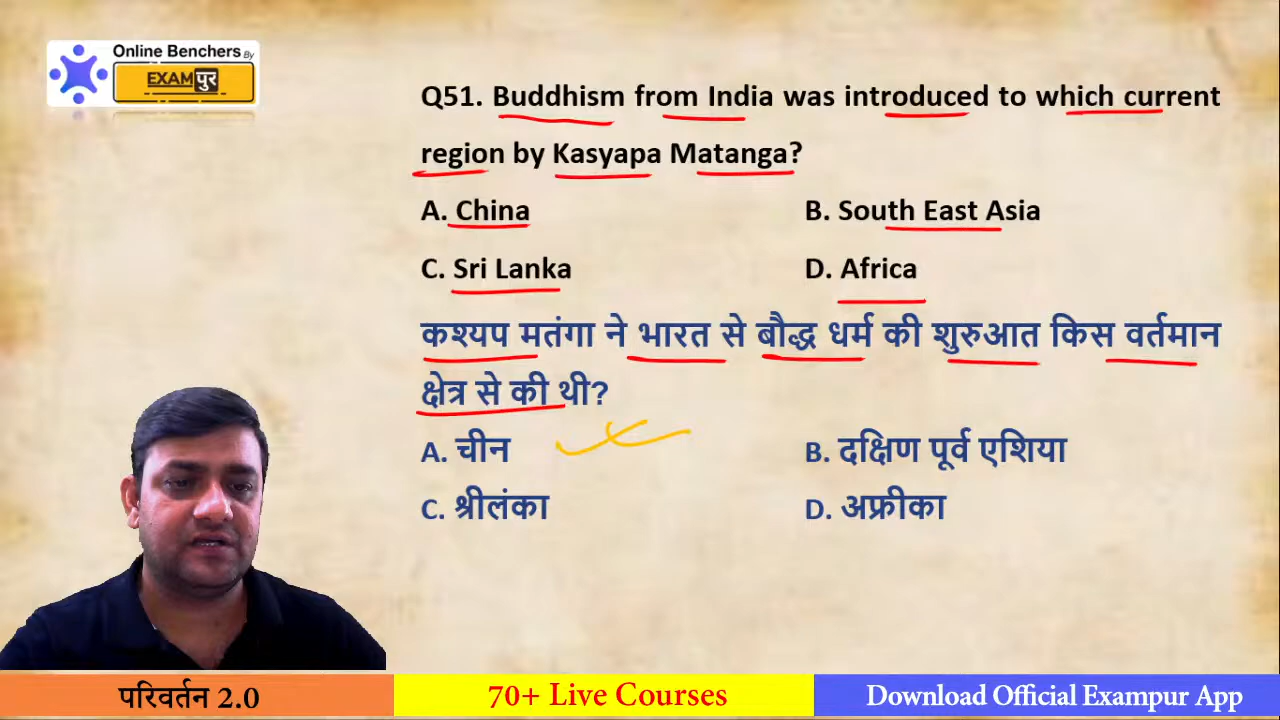 Online Benchers By
EXAMपुर
Q51. Buddhism from India was introduced to which current
region by Kasyapa Matanga?
A. China B. South East Asia
C. Sri Lanka D. Africa
कश्यप मतंगा ने भारत से बौद्ध धर्म की शुरुआत किस वर्तमान
क्षेत्र से की थी?
A. चीन B. दक्षिण पूर्व एशिया
C. श्रीलंका D. अफ्रीका
परिवर्तन 2.0 70+ Live Courses Download Official Exampur App